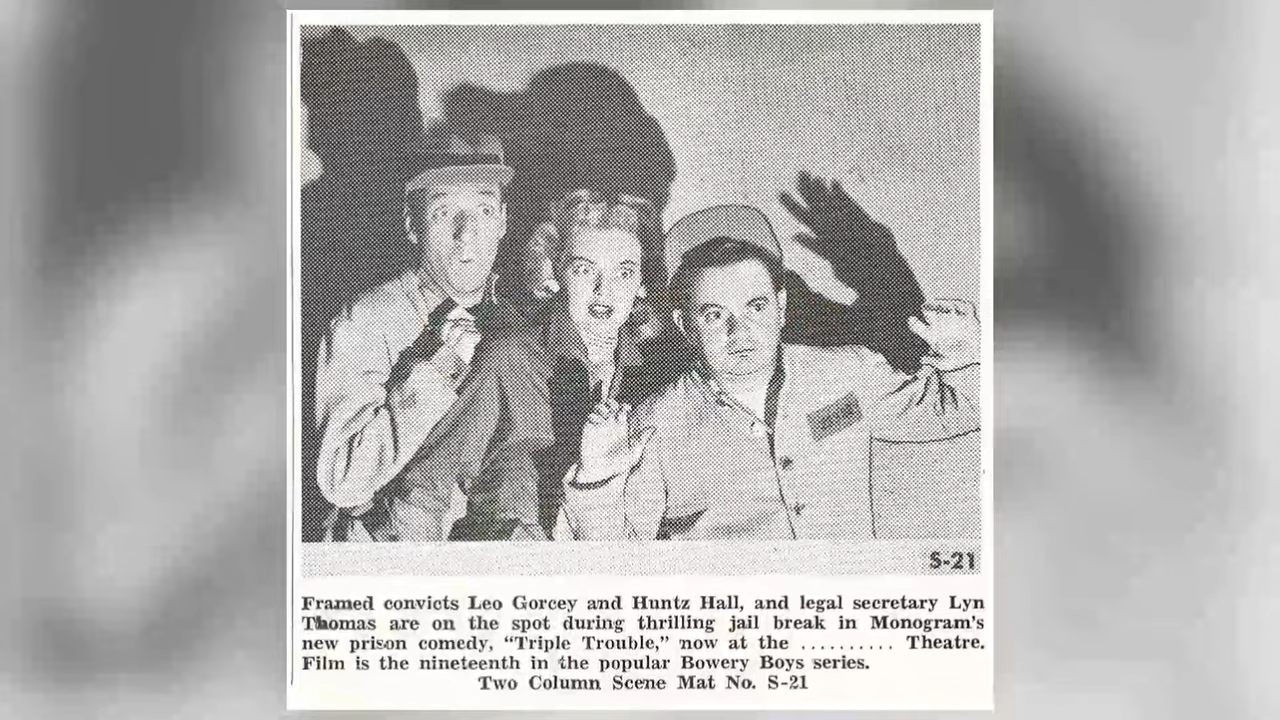 S-21
Framed convicts Leo Gorcey and Huntz Hall, and legal secretary Lyn
Thomas are on the spot during thrilling jail break in Monogram's
new prison comedy, "Triple Trouble," now at the .......... Theatre.
Film is the nineteenth in the popular Bowery Boys series.
Two Column Scene Mat No. S-21